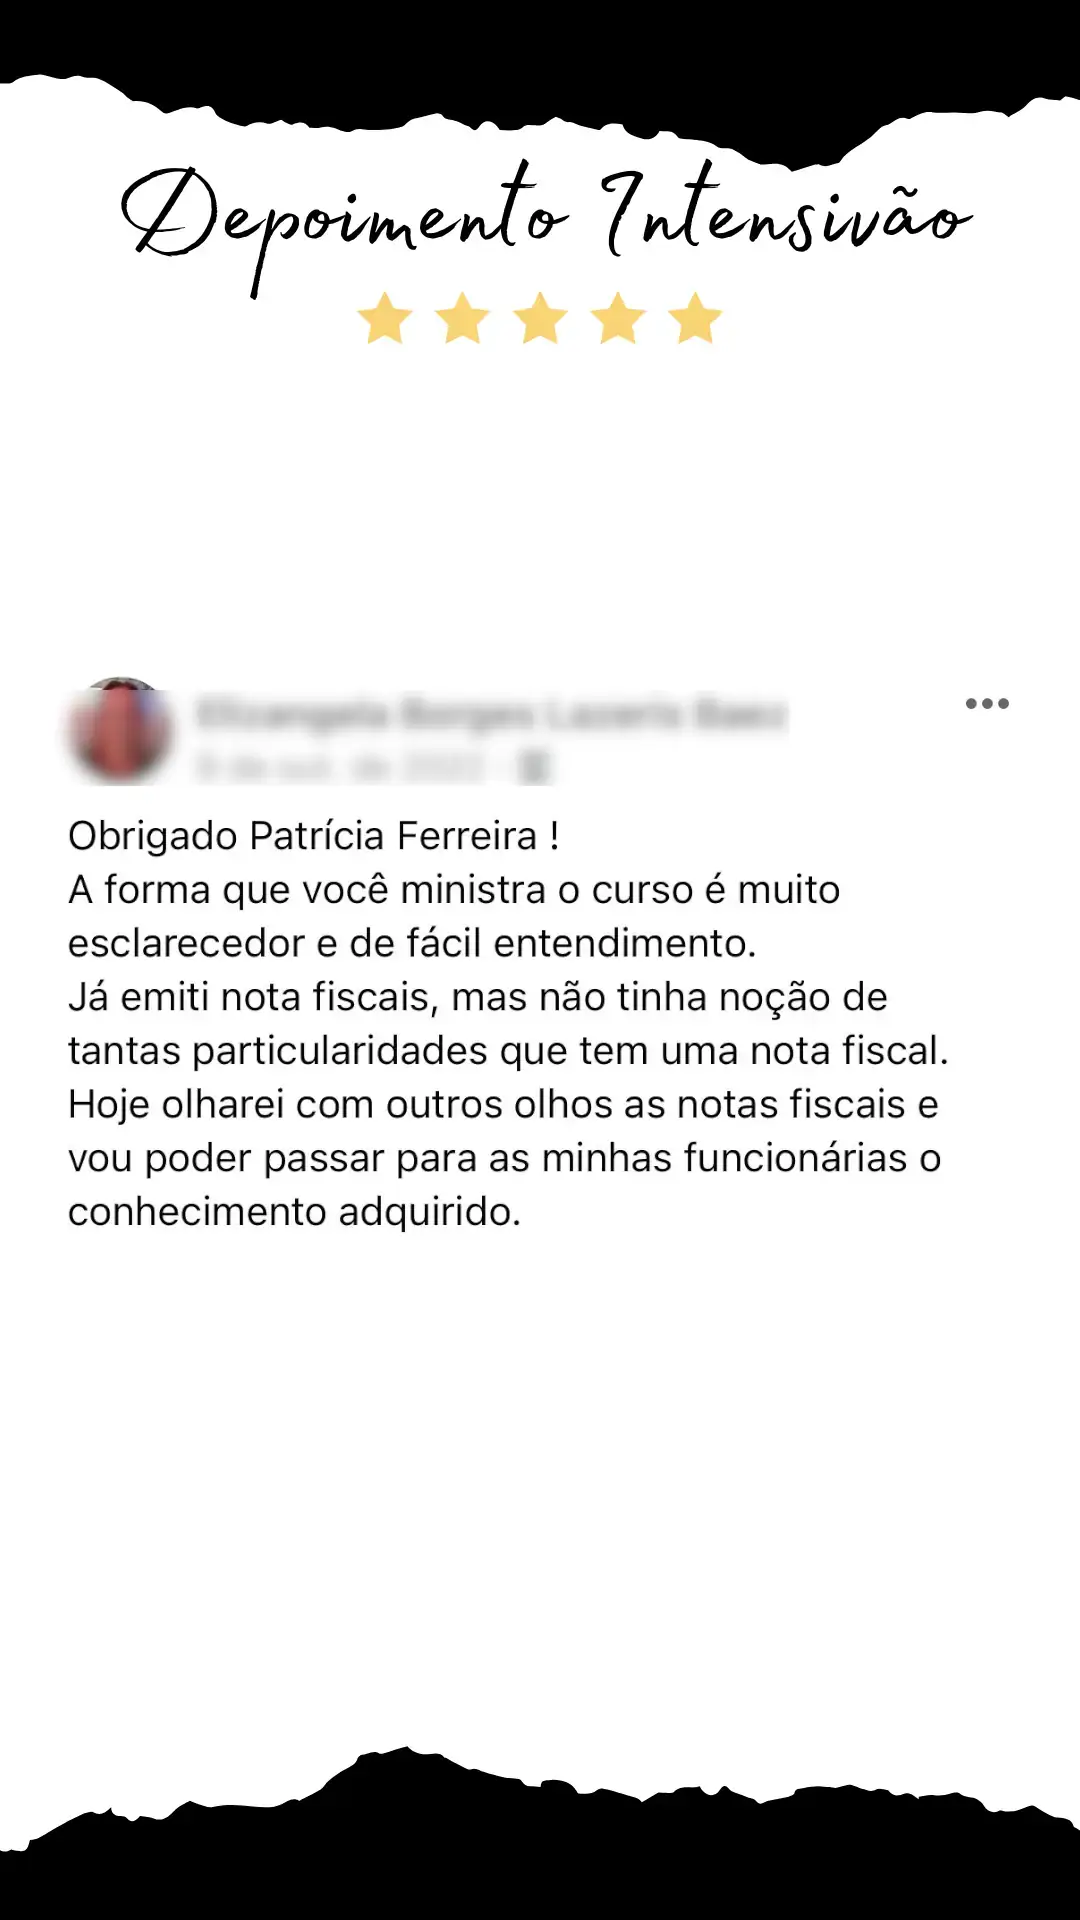 Depoimento Intensivão
Obrigado Patrícia Ferreira !
A forma que você ministra o curso é muito
esclarecedor e de fácil entendimento.
Já emiti nota fiscais, mas não tinha noção de
tantas particularidades que tem uma nota fiscal.
Hoje olharei com outros olhos as notas fiscais e
vou poder passar para as minhas funcionárias o
conhecimento adquirido.